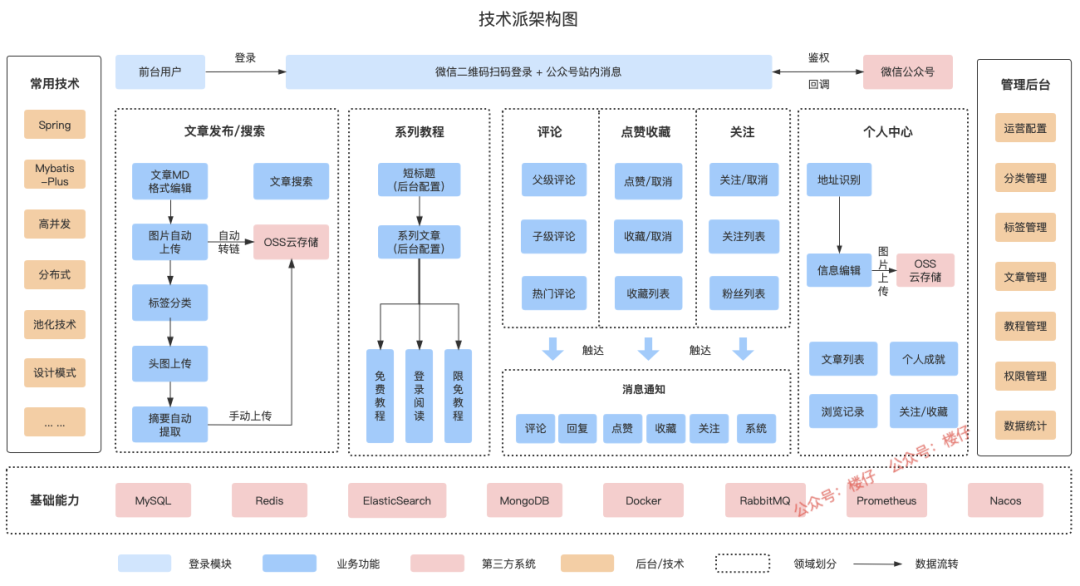 技术派架构图
常用技术
Spring
Mybatis
-Plus
高并发
分布式
池化技术
设计模式
... ...
前台用户
登录
微信二维码扫码登录 + 公众号站内消息
鉴权
回调
微信公众号
文章发布/搜索
文章MD
格式编辑
文章搜索
图片自动
上传
自动
转链
OSS云存储
标签分类
头图上传
摘要自动
提取
手动上传
系列教程
短标题
(后台配置)
系列文章
(后台配置)
免费教程
登录阅读
限免教程
评论
父级评论
子级评论
热门评论
点赞收藏
点赞/取消
收藏/取消
收藏列表
关注
关注/取消
关注列表
粉丝列表
触达
触达
消息通知
评论
回复
点赞
收藏
关注
系统
个人中心
地址识别
信息编辑
图片上传
OSS
云存储
文章列表
个人成就
浏览记录
关注/收藏
管理后台
运营配置
分类管理
标签管理
文章管理
教程管理
权限管理
数据统计
基础能力
MySQL
Redis
ElasticSearch
MongoDB
Docker
RabbitMQ
Prometheus
Nacos
公众号：楼仔
公众号：楼仔
登录模块
业务功能
第三方系统
后台/技术
领域划分
数据流转